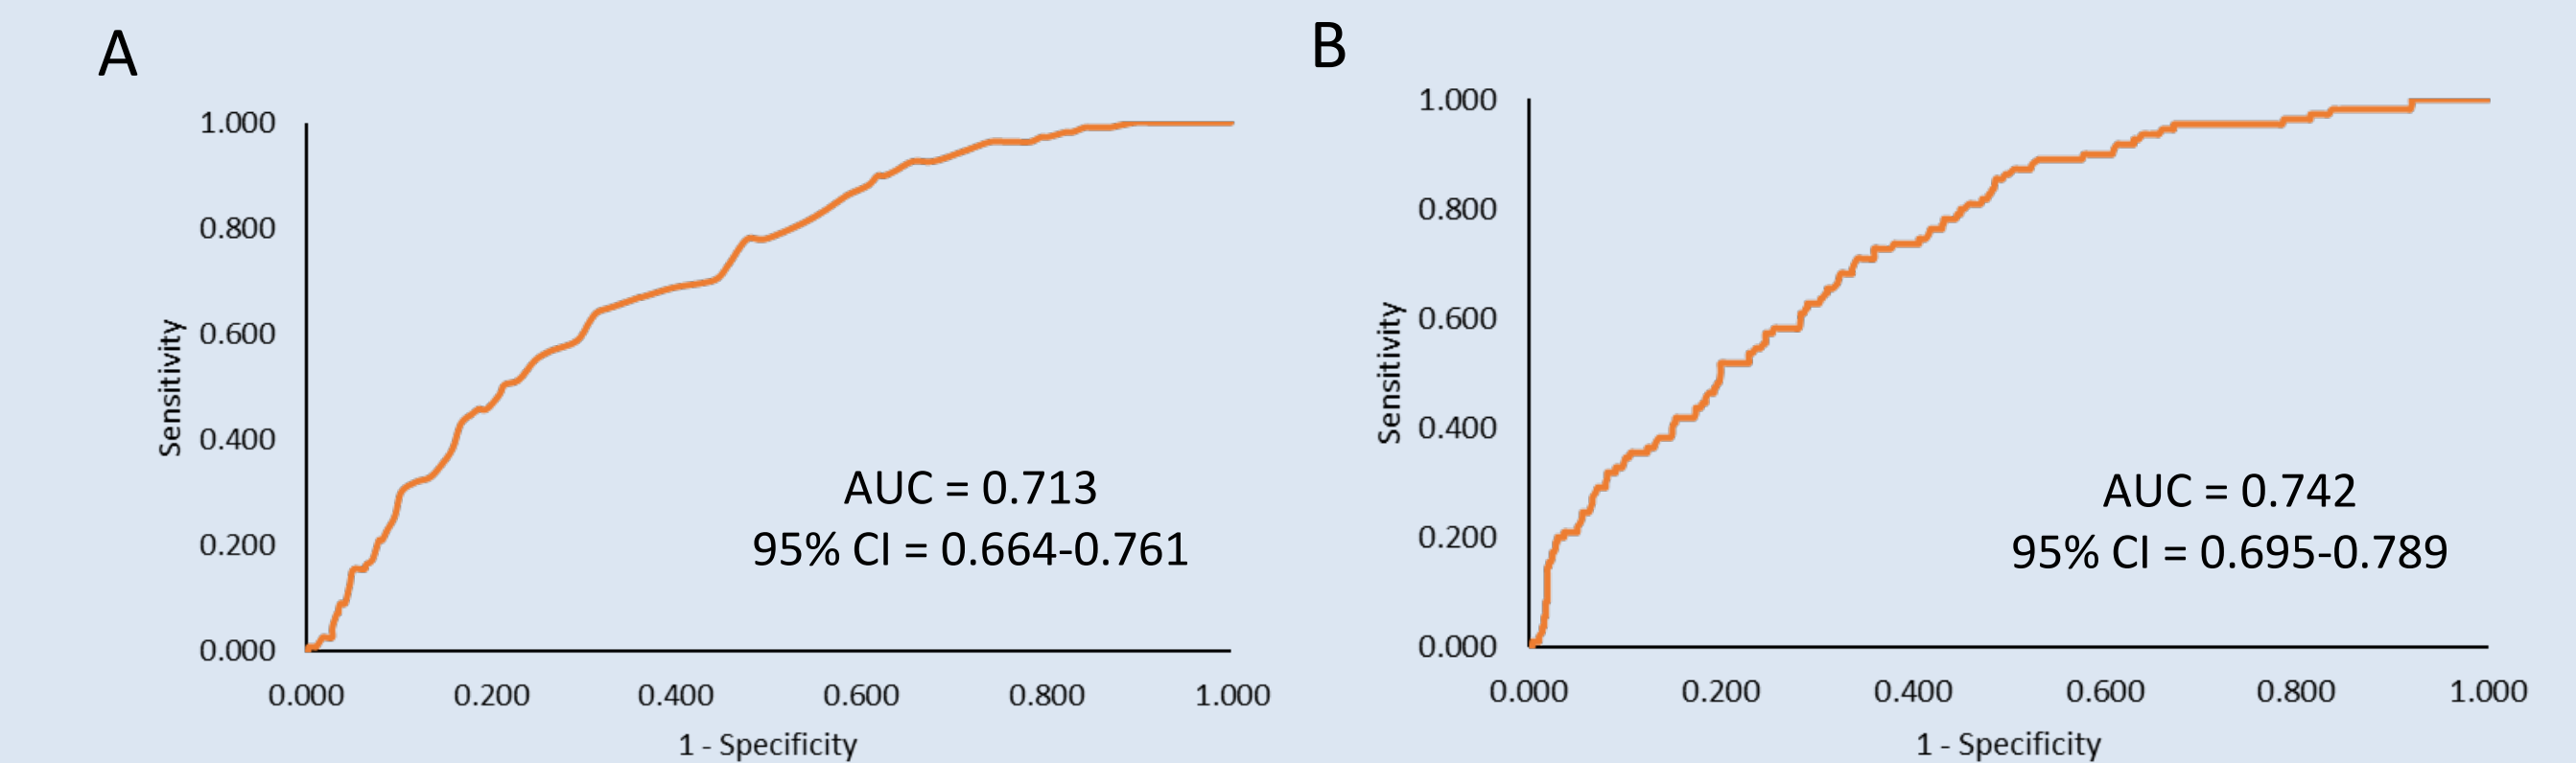 A
1.000
0.800
0.600
0.400
0.200
0.000
Sensitivity
AUC = 0.713
95% CI = 0.664-0.761
0.000 0.200 0.400 0.600 0.800 1.000
1 - Specificity
B
1.000
0.800
0.600
0.400
0.200
0.000
Sensitivity
AUC = 0.742
95% CI = 0.695-0.789
0.000 0.200 0.400 0.600 0.800 1.000
1 - Specificity